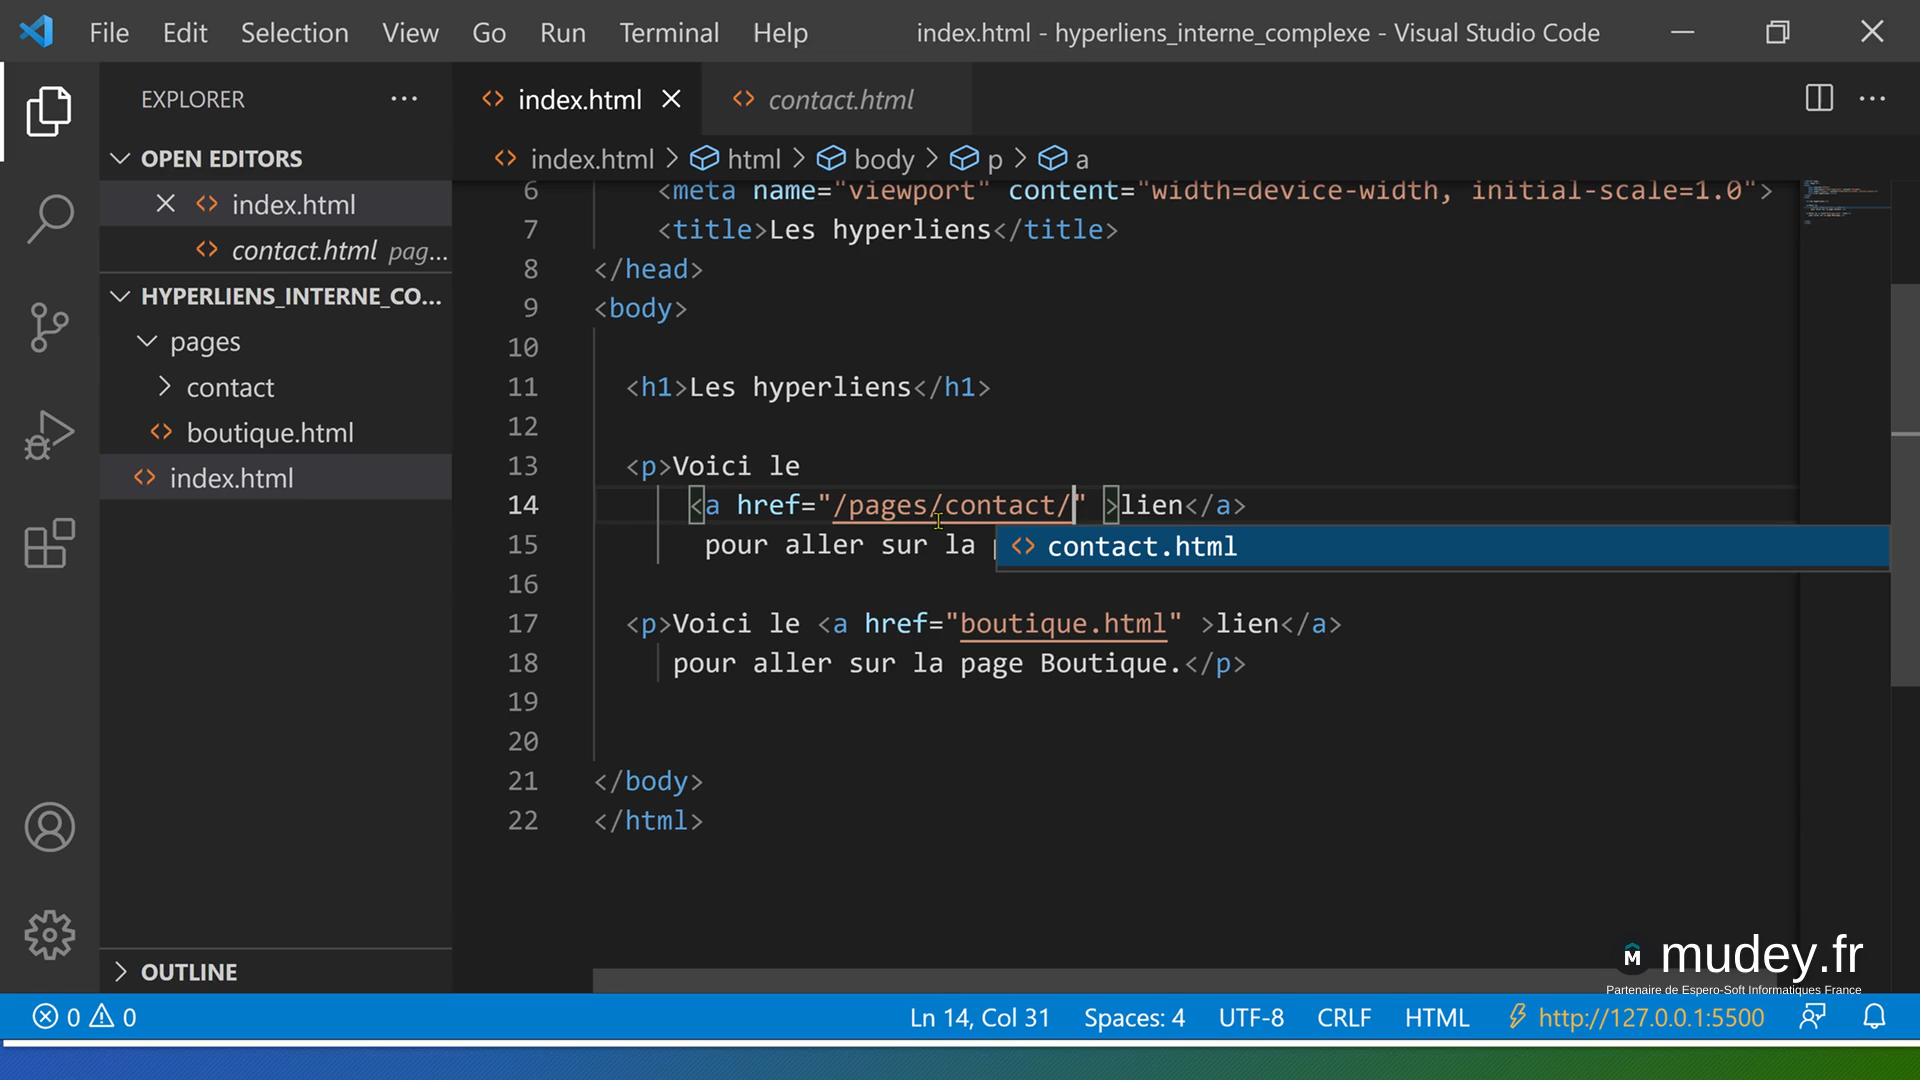 File Edit Selection View Go Run Terminal Help index.html - hyperliens_interne_complexe - Visual Studio Code
EXPLORER ...
OPEN EDITORS
index.html
contact.html pag...
HYPERLIENS_INTERNE_CO...
pages
contact
boutique.html
index.html
OUTLINE
index.html contact.html ...
index.html > html > body > p > a
6 <meta name="viewport" content="width=device-width, initial-scale=1.0">
7 <title>Les hyperliens</title>
8 </head>
9 <body>
10
11 <h1>Les hyperliens</h1>
12
13 <p>Voici le
14 <a href="/pages/contact/" >lien</a>
15 pour aller sur la
contact.html
16
17 <p>Voici le <a href="boutique.html" >lien</a>
18 pour aller sur la page Boutique.</p>
19
20
21 </body>
22 </html>
M mudey.fr
Partenaire de Espero-Soft Informatiques France
0 0 Ln 14, Col 31 Spaces: 4 UTF-8 CRLF HTML http://127.0.0.1:5500